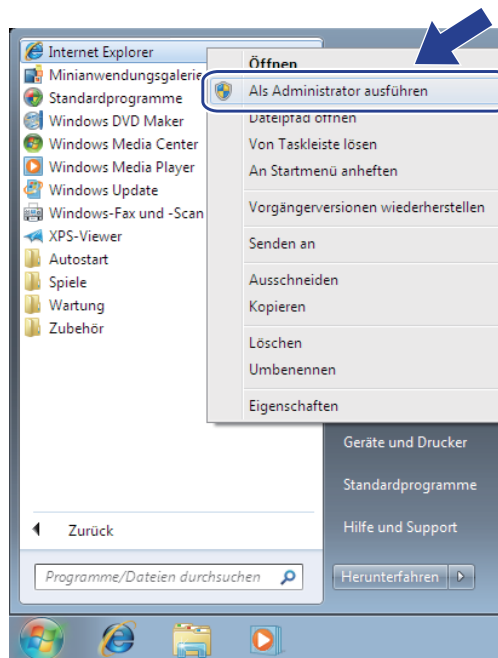 Internet Explorer
Minianwendungsgalerie
Standardprogramme
Windows DVD Maker
Windows Media Center
Windows Media Player
Windows Update
Windows-Fax und -Scan
XPS-Viewer
Autostart
Spiele
Wartung
Zubehör
Zurück
Programme/Dateien durchsuchen
Öffnen
Als Administrator ausführen
Dateipfad öffnen
Von Taskleiste lösen
An Startmenü anheften
Vorgängerversionen wiederherstellen
Senden an
Ausschneiden
Kopieren
Löschen
Umbenennen
Eigenschaften
Geräte und Drucker
Standardprogramme
Hilfe und Support
Herunterfahren